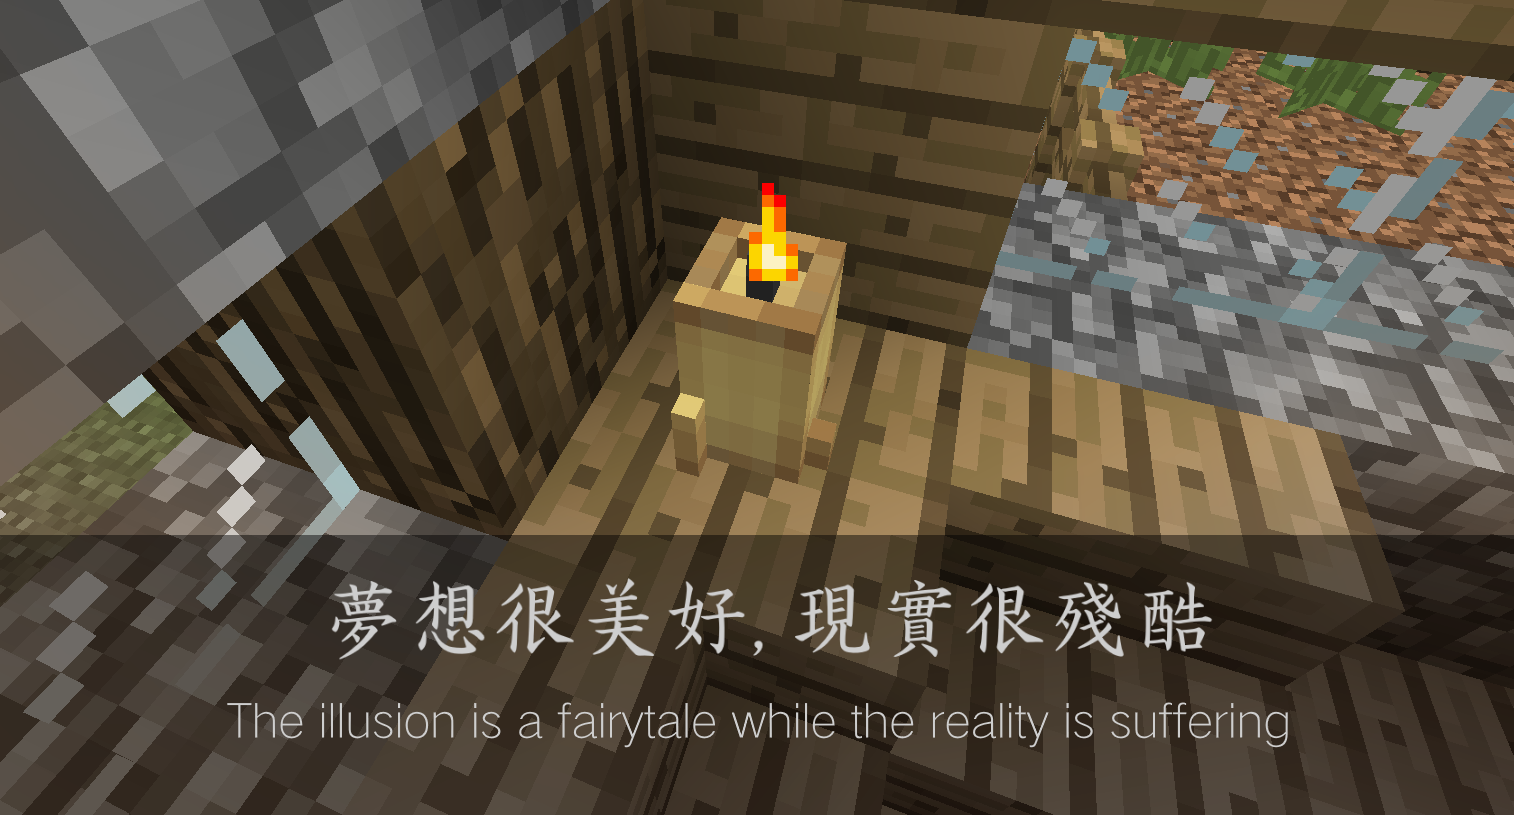 夢想很美好,現實很殘酷
The illusion is a fairytale while the reality is suffering